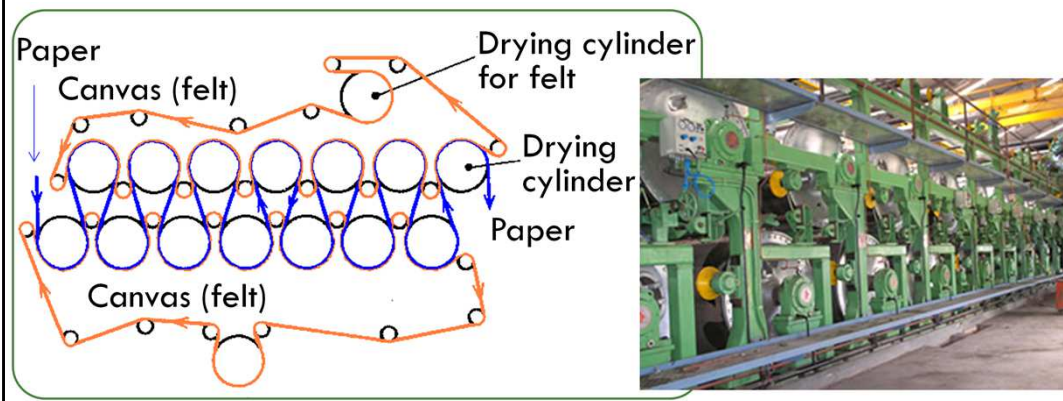 Paper
Canvas (felt)
Drying cylinder
for felt
Drying
cylinder
Paper
Canvas (felt)